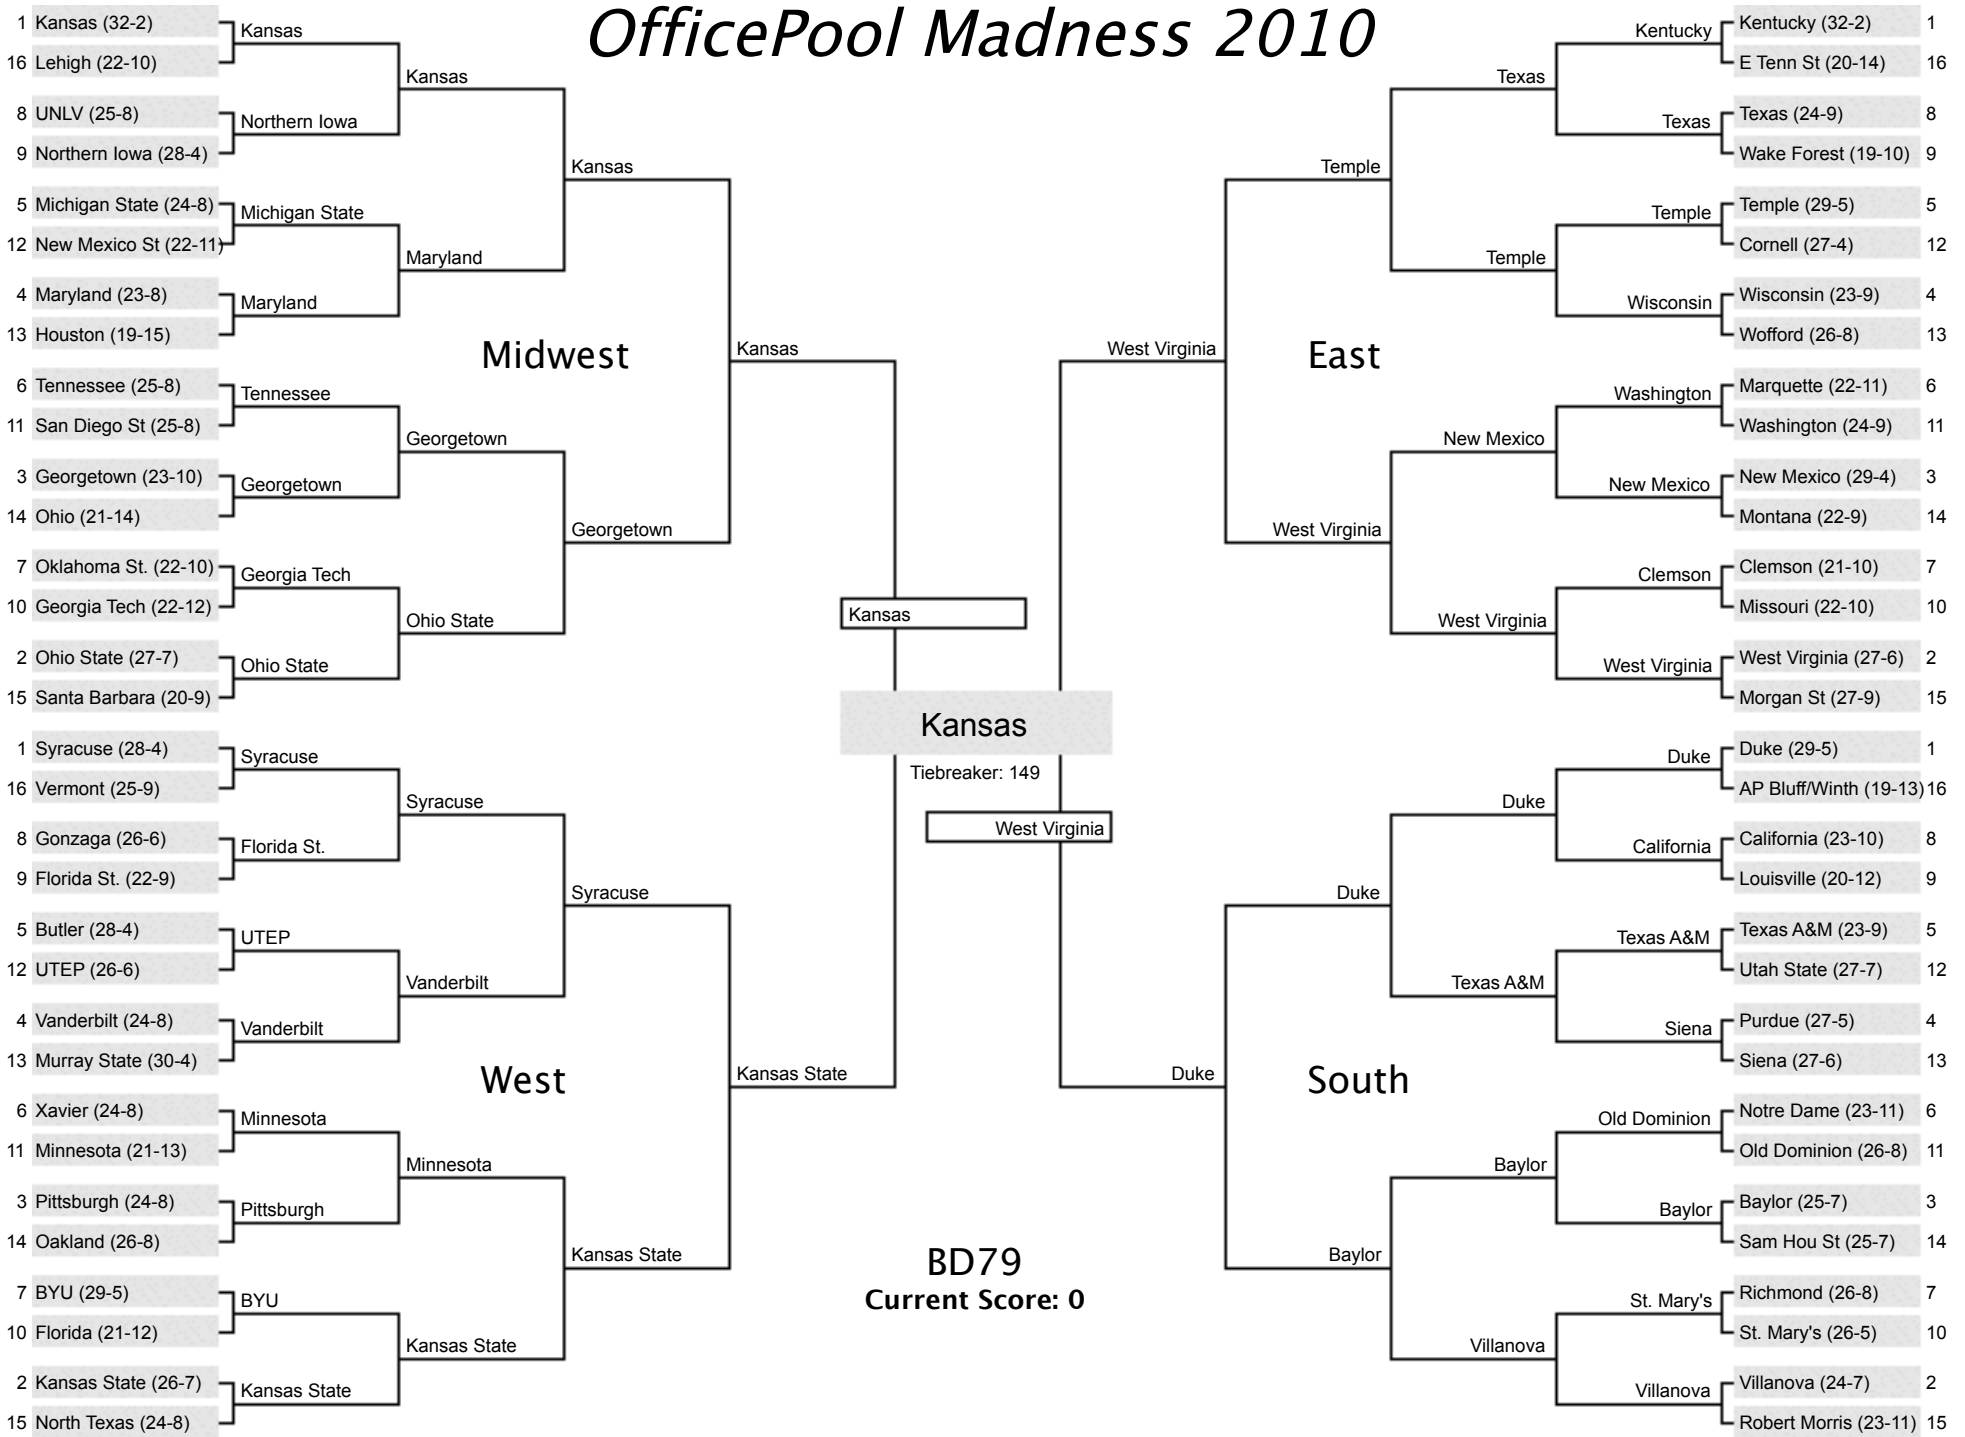 OfficePool Madness 2010
1 Kansas (32-2)
16 Lehigh (22-10)
8 UNLV (25-8)
9 Northern Iowa (28-4)
5 Michigan State (24-8)
12 New Mexico St (22-11)
4 Maryland (23-8)
13 Houston (19-15)
6 Tennessee (25-8)
11 San Diego St (25-8)
3 Georgetown (23-10)
14 Ohio (21-14)
7 Oklahoma St. (22-10)
10 Georgia Tech (22-12)
2 Ohio State (27-7)
15 Santa Barbara (20-9)
Kansas
Northern Iowa
Michigan State
Maryland
Tennessee
Georgetown
Georgia Tech
Ohio State
Kansas
Maryland
Georgetown
Ohio State
Kansas
Georgetown
Kansas
Midwest
1 Syracuse (28-4)
16 Vermont (25-9)
8 Gonzaga (26-6)
9 Florida St. (22-9)
5 Butler (28-4)
12 UTEP (26-6)
4 Vanderbilt (24-8)
13 Murray State (30-4)
6 Xavier (24-8)
11 Minnesota (21-13)
3 Pittsburgh (24-8)
14 Oakland (26-8)
7 BYU (29-5)
10 Florida (21-12)
2 Kansas State (26-7)
15 North Texas (24-8)
Syracuse
Florida St.
UTEP
Vanderbilt
Minnesota
Pittsburgh
BYU
Kansas State
Syracuse
Vanderbilt
Minnesota
Kansas State
Syracuse
Kansas State
Kansas State
West
Kansas
Kansas
Tiebreaker: 149
West Virginia
BD79
Current Score: 0
Kentucky (32-2) 1
E Tenn St (20-14) 16
Texas (24-9) 8
Wake Forest (19-10) 9
Temple (29-5) 5
Cornell (27-4) 12
Wisconsin (23-9) 4
Wofford (26-8) 13
Marquette (22-11) 6
Washington (24-9) 11
New Mexico (29-4) 3
Montana (22-9) 14
Clemson (21-10) 7
Missouri (22-10) 10
West Virginia (27-6) 2
Morgan St (27-9) 15
Kentucky
Texas
Temple
Wisconsin
Washington
New Mexico
Clemson
West Virginia
Texas
Temple
New Mexico
West Virginia
Temple
West Virginia
West Virginia
East
Duke (29-5) 1
AP Bluff/Winth (19-13) 16
California (23-10) 8
Louisville (20-12) 9
Texas A&M (23-9) 5
Utah State (27-7) 12
Purdue (27-5) 4
Siena (27-6) 13
Notre Dame (23-11) 6
Old Dominion (26-8) 11
Baylor (25-7) 3
Sam Hou St (25-7) 14
Richmond (26-8) 7
St. Mary's (26-5) 10
Villanova (24-7) 2
Robert Morris (23-11) 15
Duke
California
Texas A&M
Siena
Old Dominion
Baylor
St. Mary's
Villanova
Duke
Texas A&M
Baylor
Villanova
Duke
Baylor
Duke
South